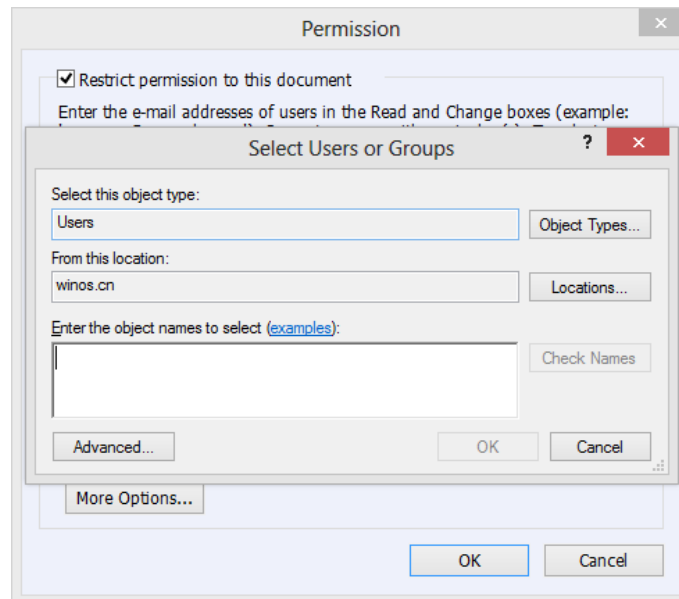 Permission
Restrict permission to this document
Enter the e-mail addresses of users in the Read and Change boxes (example:
Select Users or Groups
?
Select this object type:
Users
Object Types...
From this location:
winos.cn
Locations...
Enter the object names to select (examples):
Check Names
Advanced...
OK
Cancel
More Options...
OK
Cancel